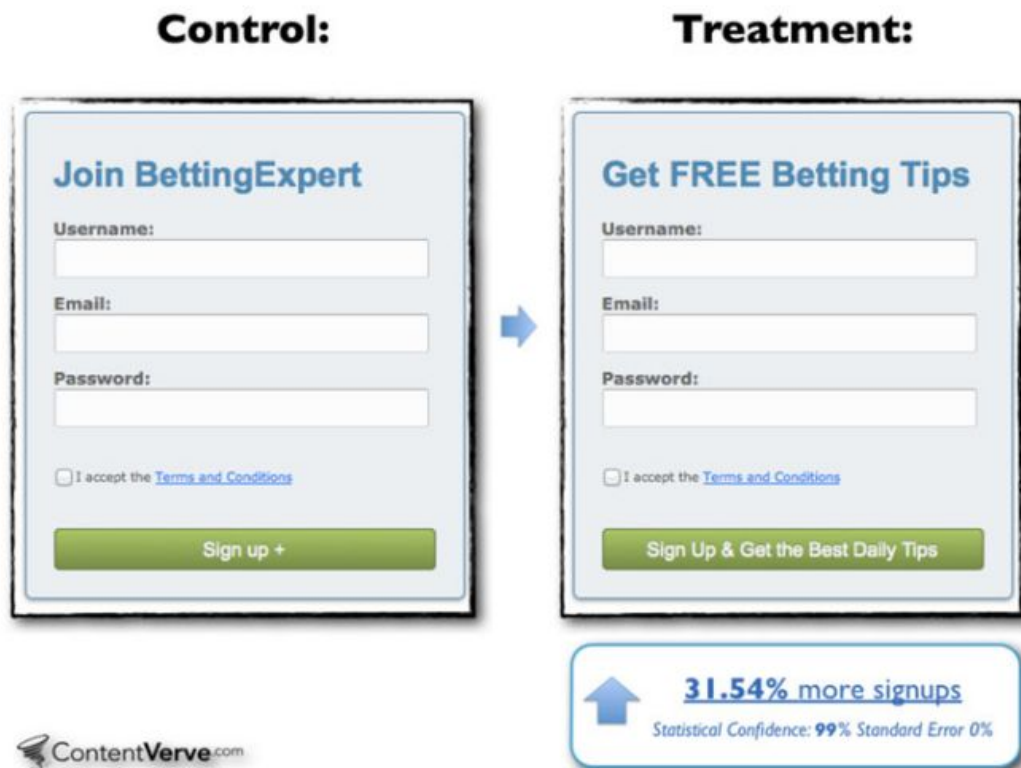 Control:
Treatment:
Join BettingExpert
Username:
Email:
Password:
I accept the Terms and Conditions
Sign up +
Get FREE Betting Tips
Username:
Email:
Password:
I accept the Terms and Conditions
Sign Up & Get the Best Daily Tips
31.54% more signups
Statistical Confidence: 99% Standard Error 0%
ContentVerve.com